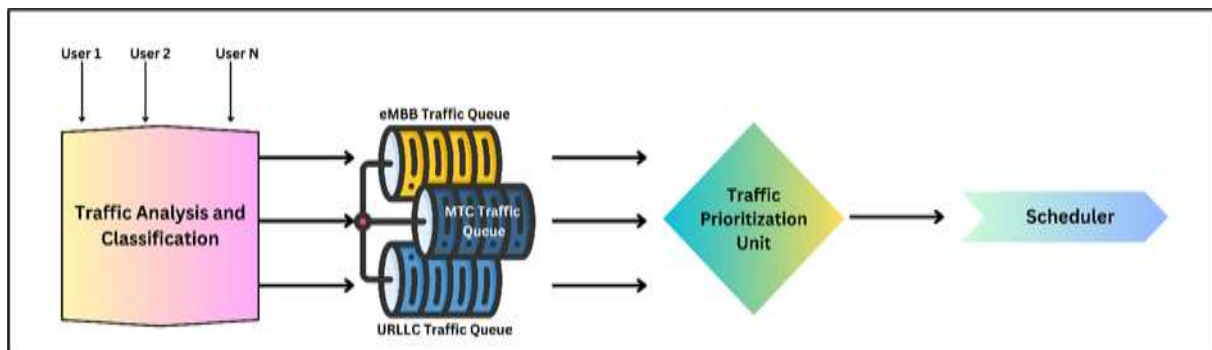 User 1
User 2
User N
eMBB Traffic Queue
Traffic Analysis and
Classification
MTC Traffic
Queue
URLLC Traffic Queue
Traffic
Prioritization
Unit
Scheduler